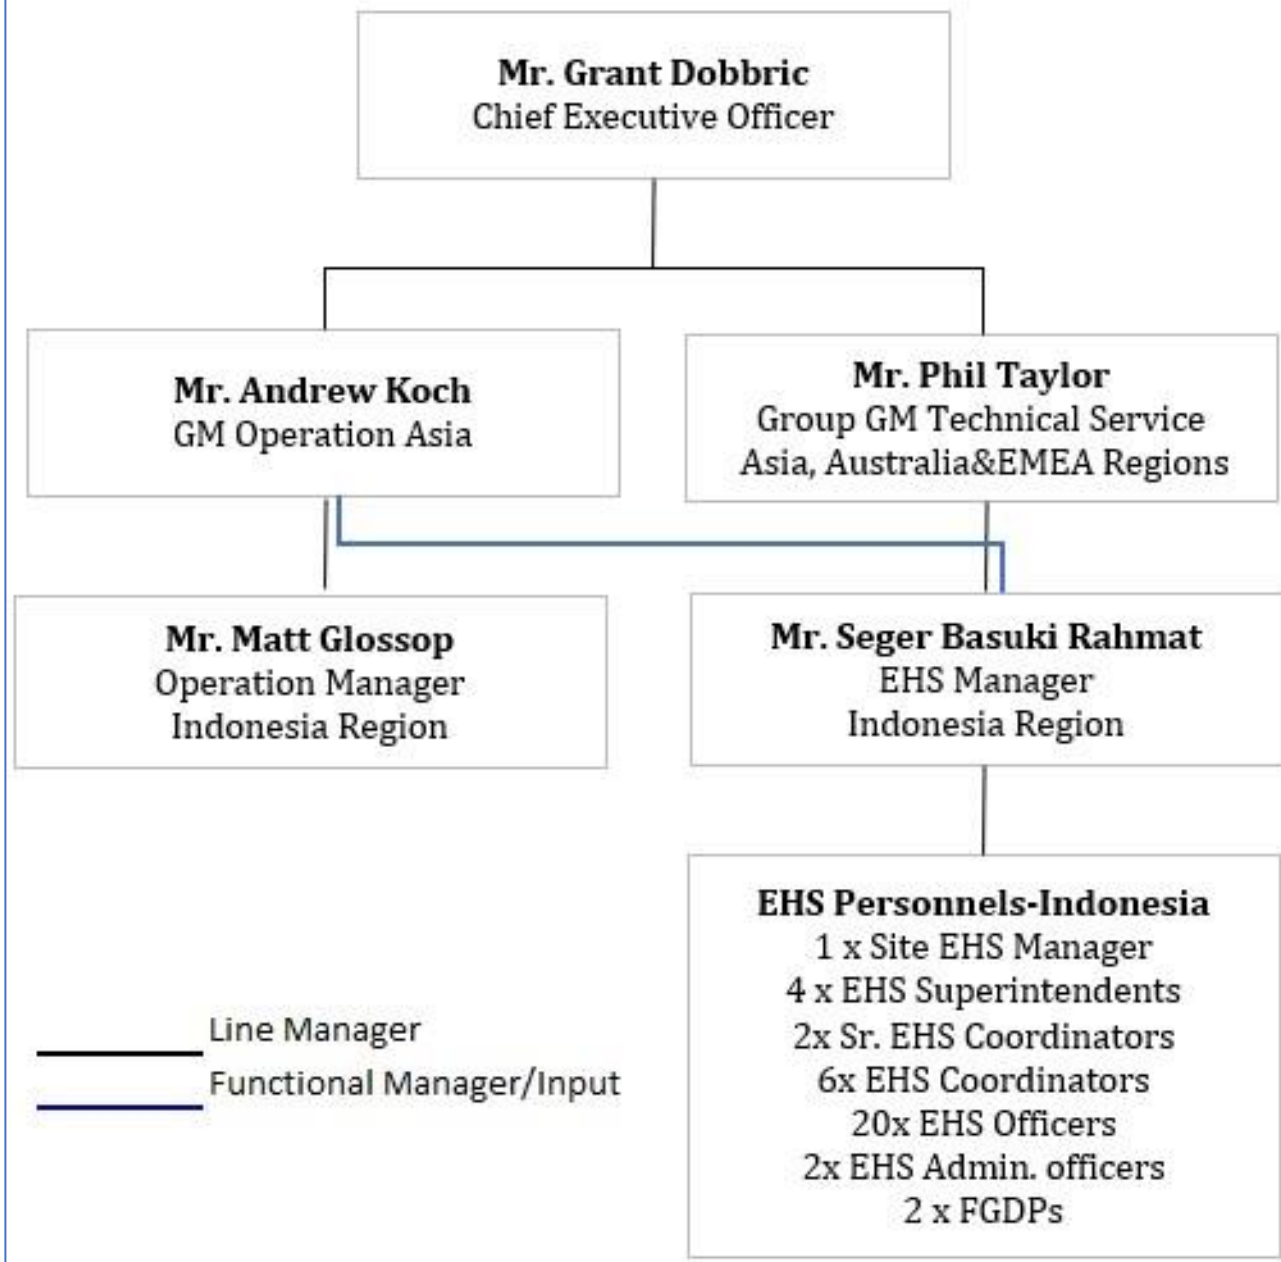 Mr. Grant Dobbric
Chief Executive Officer
Mr. Andrew Koch
GM Operation Asia
Mr. Phil Taylor
Group GM Technical Service
Asia, Australia&EMEA Regions
Mr. Matt Glossop
Operation Manager
Indonesia Region
Mr. Seger Basuki Rahmat
EHS Manager
Indonesia Region
EHS Personnels-Indonesia
1 x Site EHS Manager
4 x EHS Superintendents
2x Sr. EHS Coordinators
6x EHS Coordinators
20x EHS Officers
2x EHS Admin. officers
2 x FGDPs
Line Manager
Functional Manager/Input